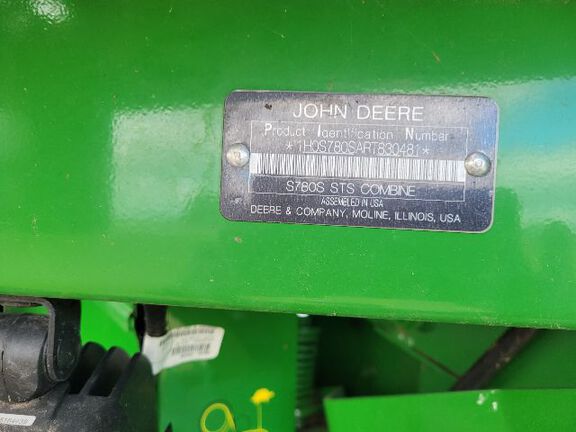 JOHN DEERE
Product Identification Number
*1H0S780SART830481*
S780S STS COMBINE
ASSEMBLED IN USA
DEERE & COMPANY, MOLINE, ILLINOIS, USA